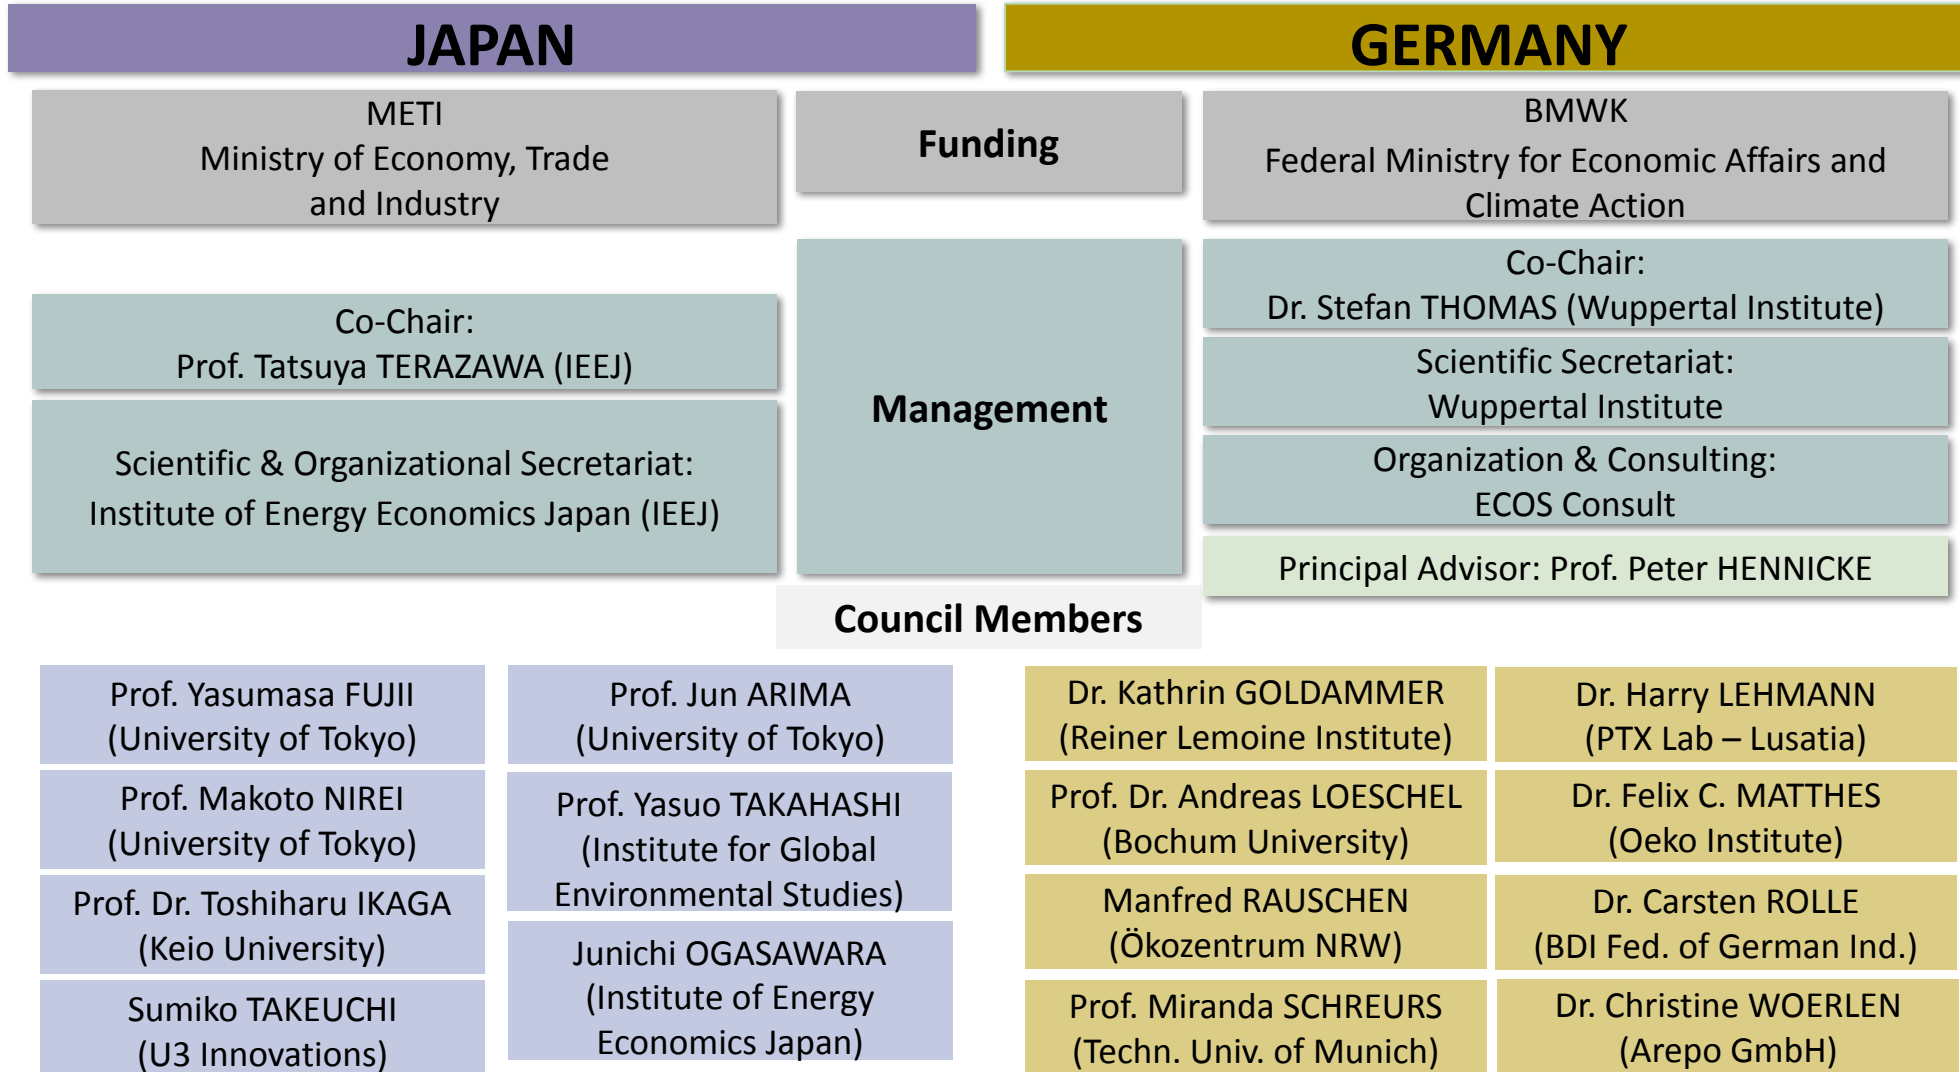 JAPAN
GERMANY
METI
Ministry of Economy, Trade
and Industry
Funding
BMWK
Federal Ministry for Economic Affairs and
Climate Action
Co-Chair:
Prof. Tatsuya TERAZAWA (IEEJ)
Scientific & Organizational Secretariat:
Institute of Energy Economics Japan (IEEJ)
Management
Co-Chair:
Dr. Stefan THOMAS (Wuppertal Institute)
Scientific Secretariat:
Wuppertal Institute
Organization & Consulting:
ECOS Consult
Principal Advisor: Prof. Peter HENNICKE
Council Members
Prof. Yasumasa FUJII
(University of Tokyo)
Prof. Makoto NIREI
(University of Tokyo)
Prof. Dr. Toshiharu IKAGA
(Keio University)
Sumiko TAKEUCHI
(U3 Innovations)
Prof. Jun ARIMA
(University of Tokyo)
Prof. Yasuo TAKAHASHI
(Institute for Global
Environmental Studies)
Junichi OGASAWARA
(Institute of Energy
Economics Japan)
Dr. Kathrin GOLDAMMER
(Reiner Lemoine Institute)
Prof. Dr. Andreas LOESCHEL
(Bochum University)
Manfred RAUSCHEN
(Ökozentrum NRW)
Prof. Miranda SCHREURS
(Techn. Univ. of Munich)
Dr. Harry LEHMANN
(PTX Lab – Lusatia)
Dr. Felix C. MATTHES
(Oeko Institute)
Dr. Carsten ROLLE
(BDI Fed. of German Ind.)
Dr. Christine WOERLEN
(Arepo GmbH)